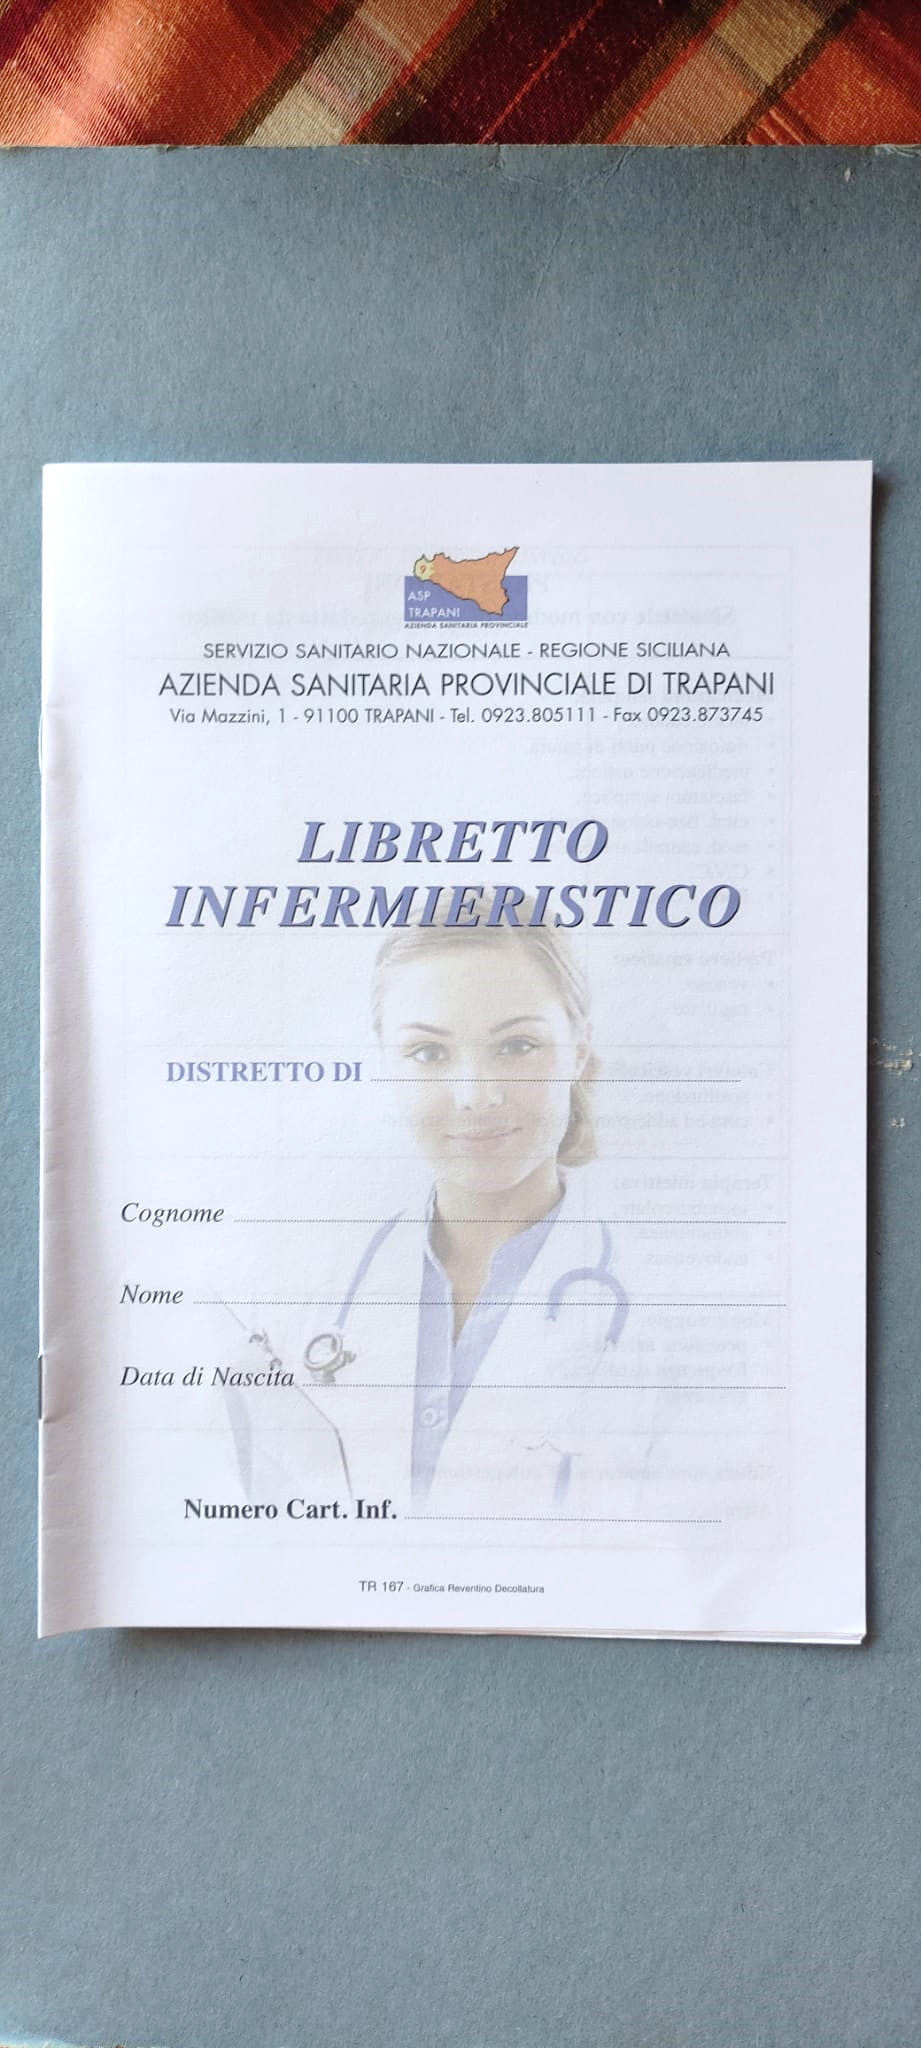 9
ASP
TRAPANI
AZIENDA SANITARIA PROVINCIALE
SERVIZIO SANITARIO NAZIONALE - REGIONE SICILIANA
AZIENDA SANITARIA PROVINCIALE DI TRAPANI
Via Mazzini, 1 - 91100 TRAPANI - Tel. 0923.805111 - Fax 0923.873745
LIBRETTO
INFERMIERISTICO
DISTRETTO DI
Cognome
Nome
Data di Nascita
Numero Cart. Inf.
TR 167 - Grafica Reventino Decollatura